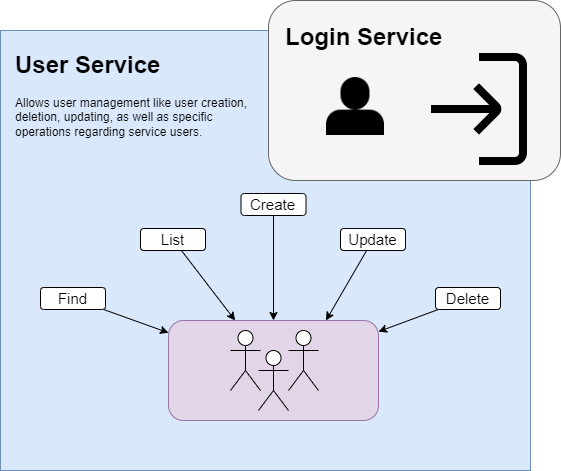 Login Service
User Service
Allows user management like user creation,
deletion, updating, as well as specific
operations regarding service users.
Create
List
Update
Find
Delete